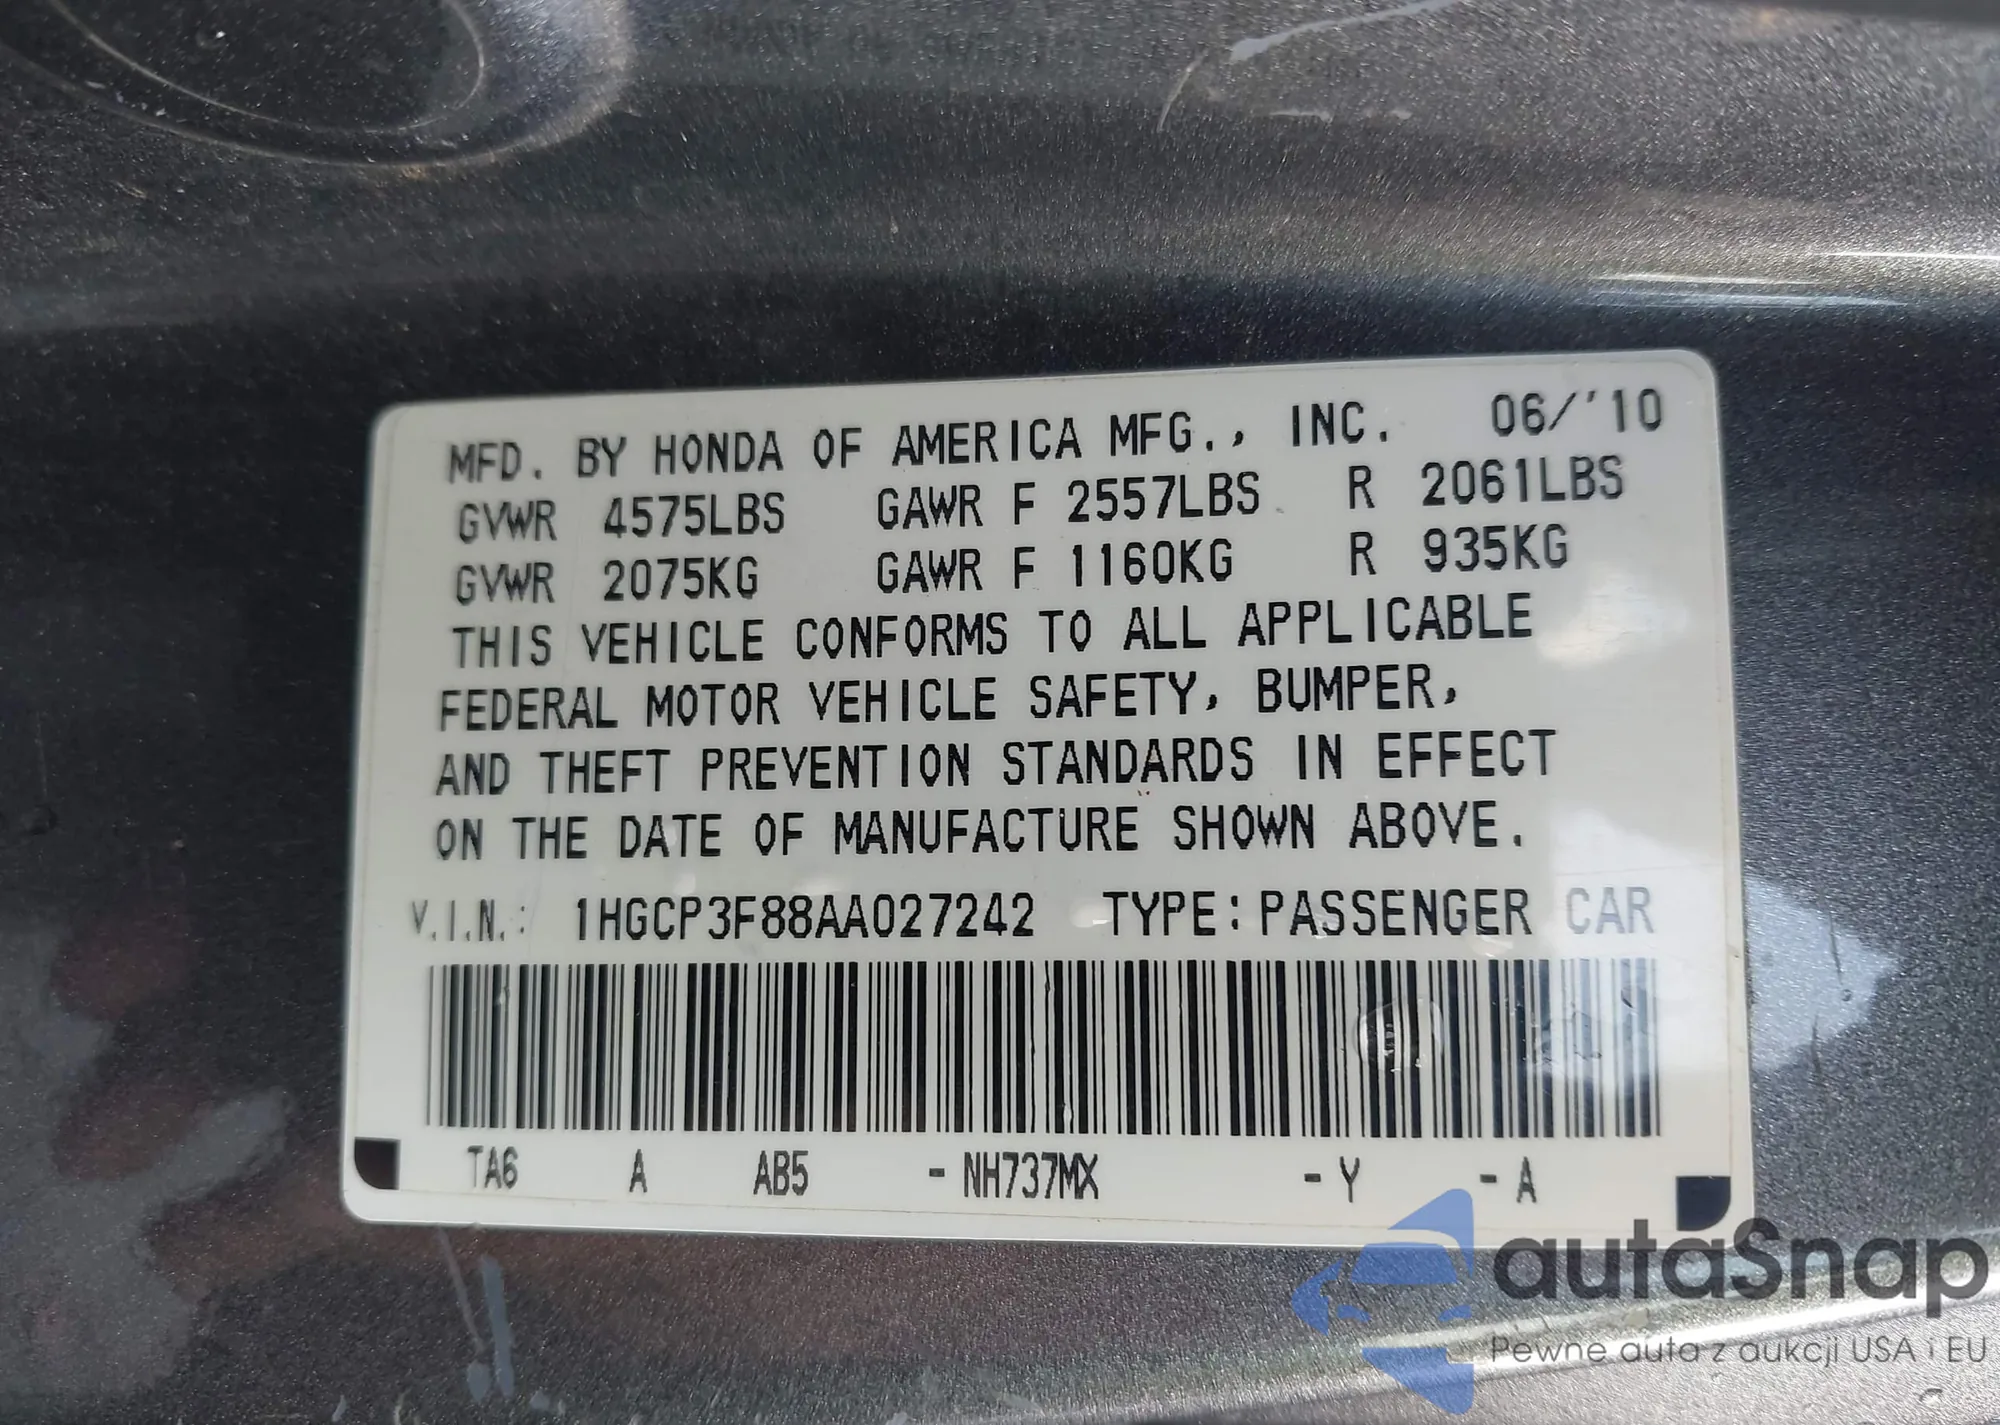 MFD. BY HONDA OF AMERICA MFG., INC. 06/'10
GVWR 4575LBS GAWR F 2557LBS R 2061LBS
GVWR 2075KG GAWR F 1160KG R 935KG
THIS VEHICLE CONFORMS TO ALL APPLICABLE
FEDERAL MOTOR VEHICLE SAFETY, BUMPER,
AND THEFT PREVENTION STANDARDS IN EFFECT
ON THE DATE OF MANUFACTURE SHOWN ABOVE.
V.I.N.: 1HGCP3F88AA027242 TYPE: PASSENGER CAR
TA6 A AB5 - NH737MX - Y - A
autaSnap
Pewne auta z aukcji USA i EU